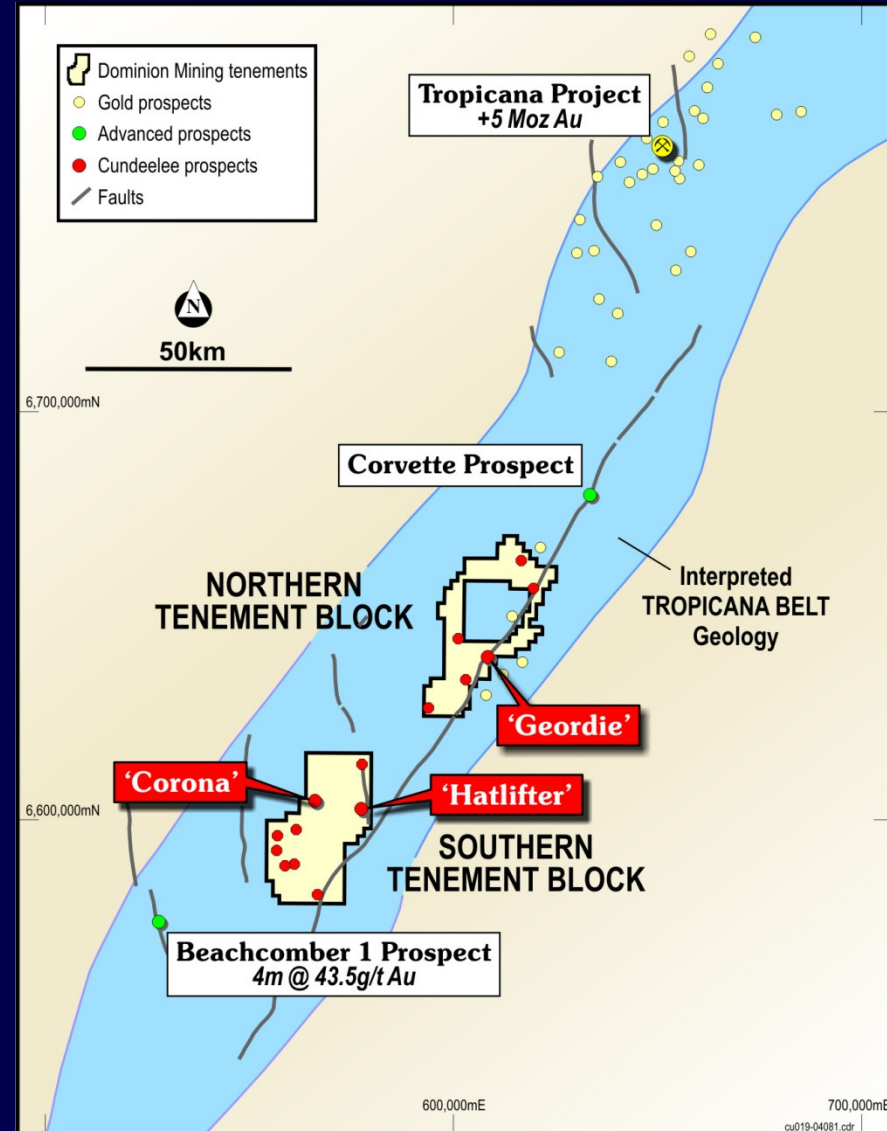 Dominion Mining tenements
Gold prospects
Advanced prospects
Cundeelee prospects
Faults
Tropicana Project
+5 Moz Au
N
50km
6,700,000mN
Corvette Prospect
NORTHERN
TENEMENT BLOCK
Interpreted
TROPICANA BELT
Geology
'Geordie'
'Corona'
'Hatlifter'
6,600,000mN
SOUTHERN
TENEMENT BLOCK
Beachcomber 1 Prospect
4m @ 43.5g/t Au
600,000mE
700,000mE
cu019-04081.cdr